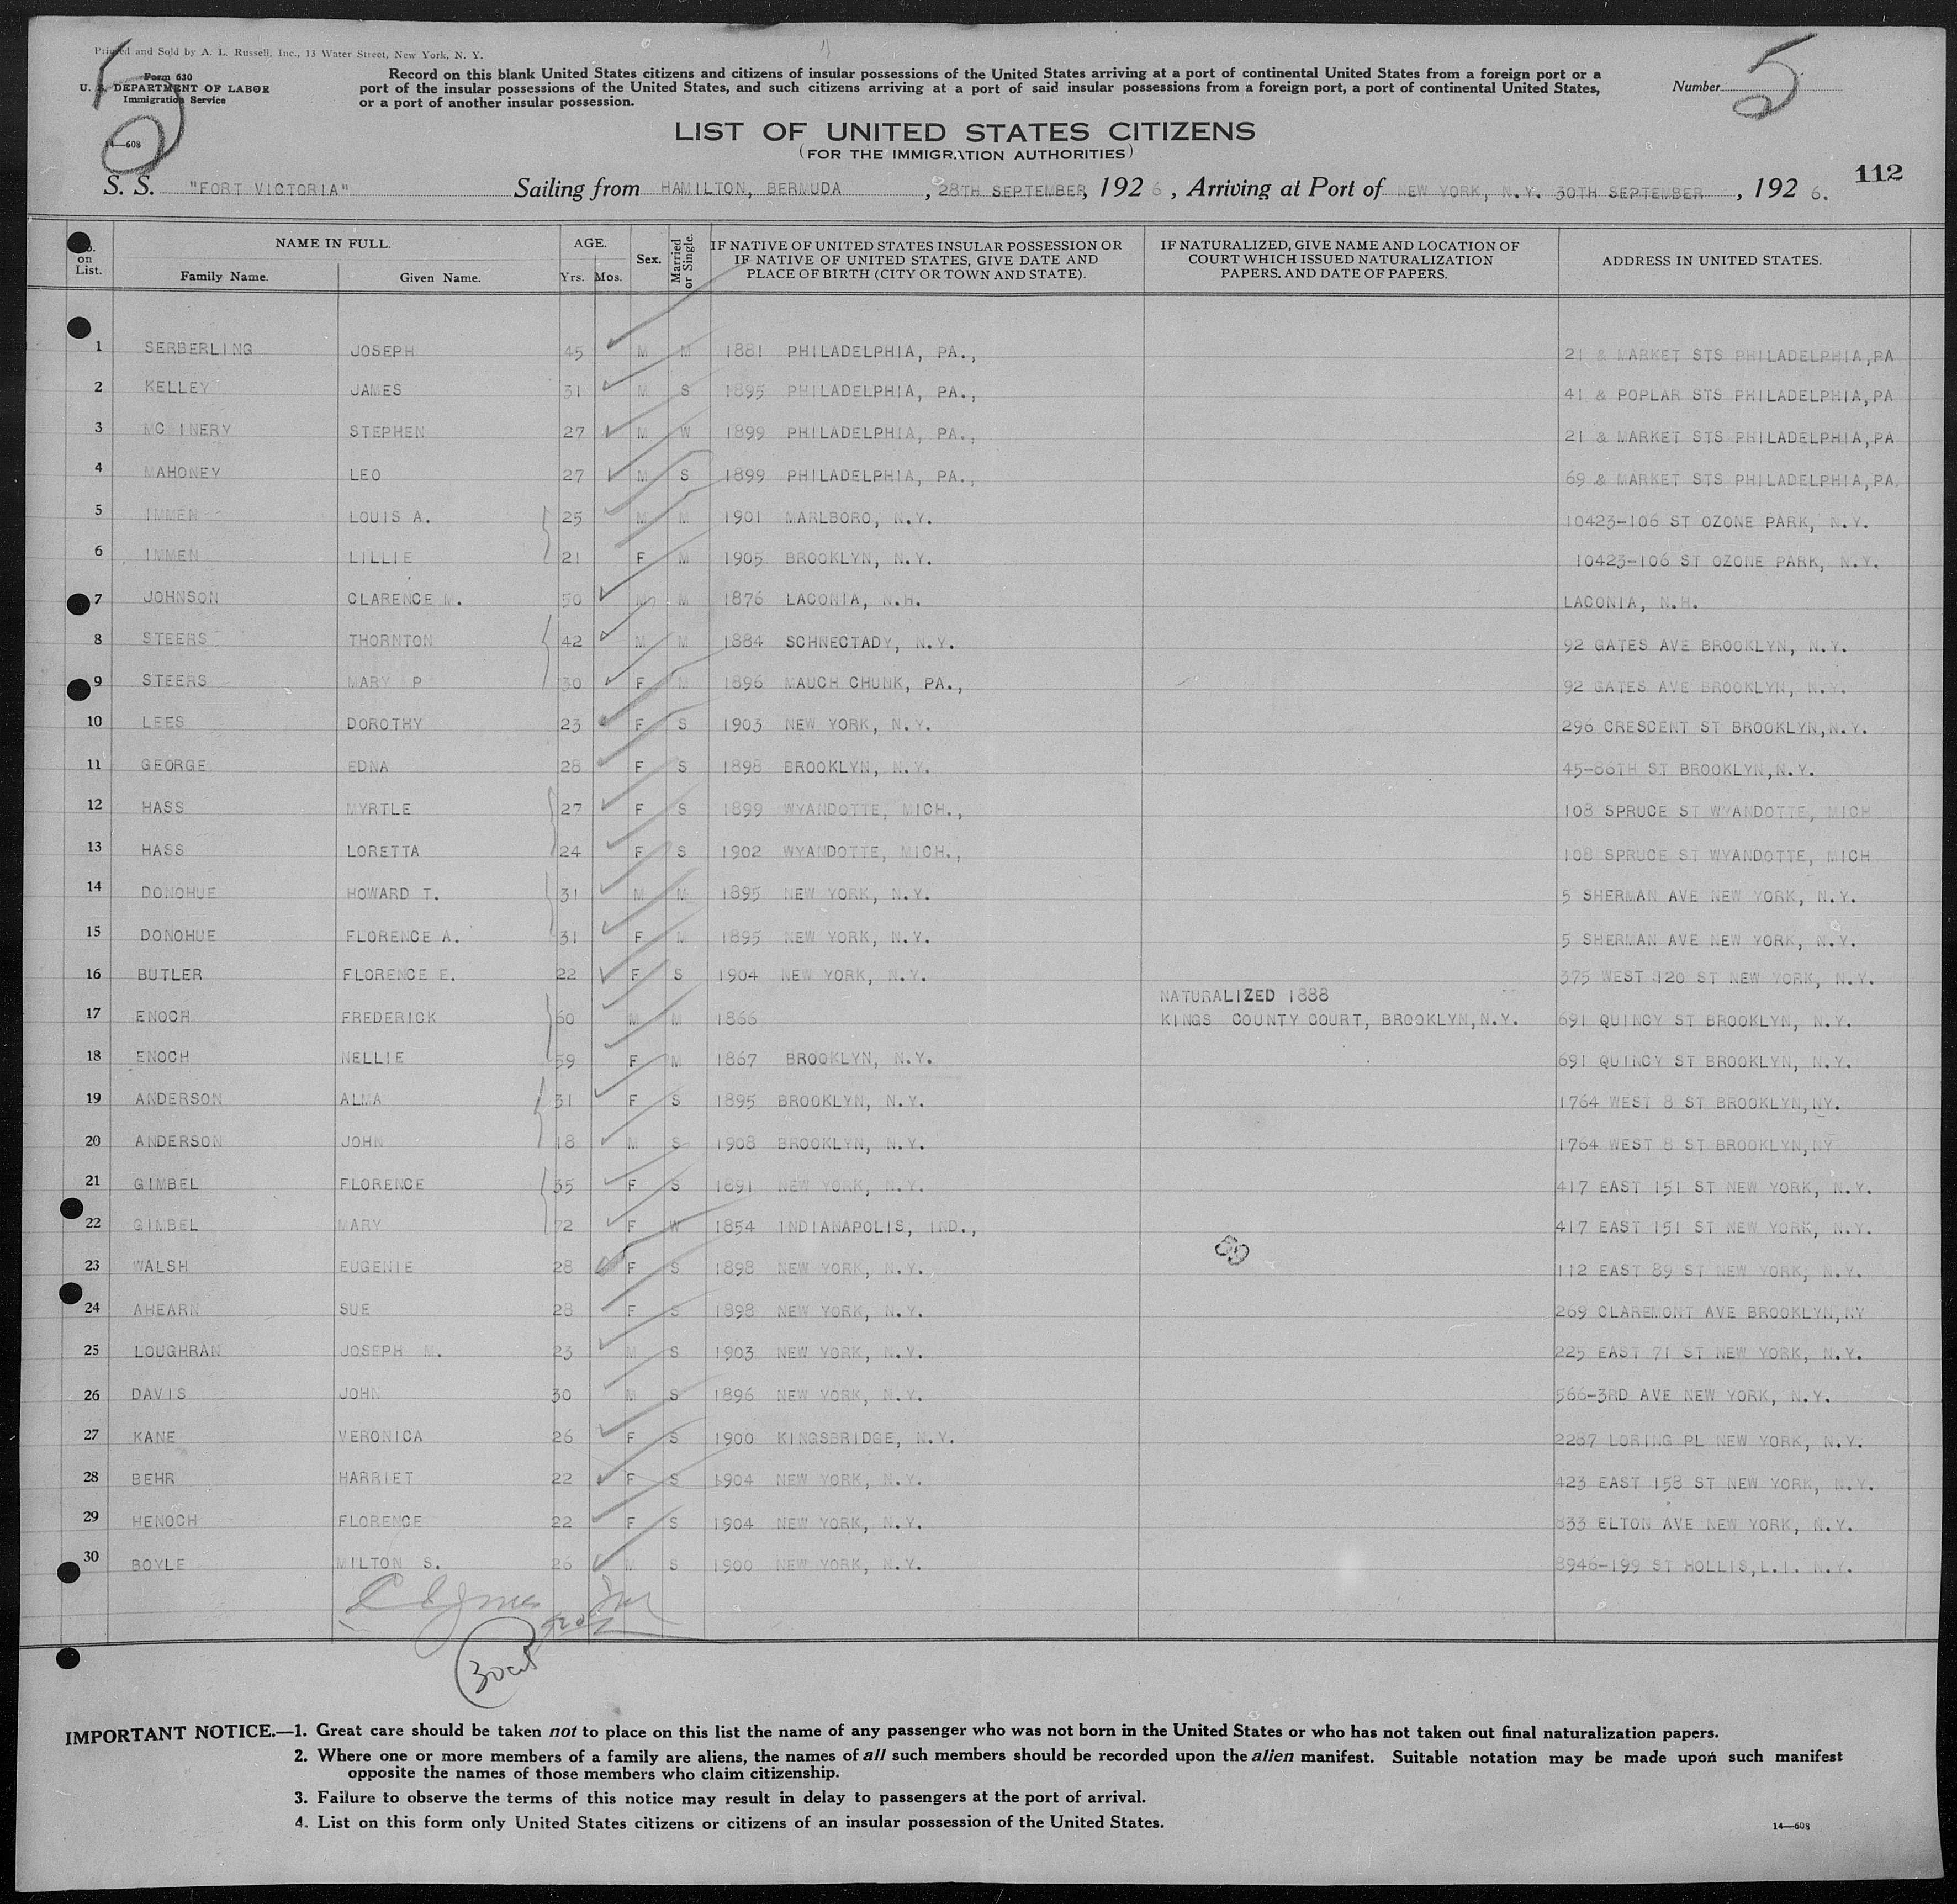 Printed and Sold by A. L. Russell, Inc., 13 Water Street, New York, N. Y.
Form 630
U. S. DEPARTMENT OF LABOR
Immigration Service
14—608
5
Record on this blank United States citizens and citizens of insular possessions of the United States arriving at a port of continental United States from a foreign port or a
port of the insular possessions of the United States, and such citizens arriving at a port of said insular possessions from a foreign port, a port of continental United States,
or a port of another insular possession.
Number 5
LIST OF UNITED STATES CITIZENS
(FOR THE IMMIGRATION AUTHORITIES)
112
S. S. "FORT VICTORIA" Sailing from HAMILTON, BERMUDA , 28TH SEPTEMBER, 192 6 , Arriving at Port of NEW YORK, N.Y. 30TH SEPTEMBER , 192 6.
No. on List. NAME IN FULL. Family Name. Given Name. AGE. Yrs. Mos. Sex. Married or Single. IF NATIVE OF UNITED STATES INSULAR POSSESSION OR IF NATIVE OF UNITED STATES, GIVE DATE AND PLACE OF BIRTH (CITY OR TOWN AND STATE). IF NATURALIZED, GIVE NAME AND LOCATION OF COURT WHICH ISSUED NATURALIZATION PAPERS, AND DATE OF PAPERS. ADDRESS IN UNITED STATES.
1 SERBERLING JOSEPH 45 M M 1881 PHILADELPHIA, PA., 21 & MARKET STS PHILADELPHIA,PA
2 KELLEY JAMES 31 M S 1895 PHILADELPHIA, PA., 41 & POPLAR STS PHILADELPHIA,PA
3 MC INERY STEPHEN 27 M W 1899 PHILADELPHIA, PA., 21 & MARKET STS PHILADELPHIA,PA
4 MAHONEY LEO 27 M S 1899 PHILADELPHIA, PA., 69 & MARKET STS PHILADELPHIA,PA.
5 IMMEN LOUIS A. 25 M M 1901 MARLBORO, N.Y. 10423-106 ST OZONE PARK, N.Y.
6 IMMEN LILLIE 21 F M 1905 BROOKLYN, N.Y. 10423-106 ST OZONE PARK, N.Y.
7 JOHNSON CLARENCE M. 50 M M 1876 LACONIA, N.H. LACONIA, N.H.
8 STEERS THORNTON 42 M M 1884 SCHNECTADY, N.Y. 92 GATES AVE BROOKLYN, N.Y.
9 STEERS MARY P 30 F M 1896 MAUCH CHUNK, PA., 92 GATES AVE BROOKLYN, N.Y.
10 LEES DOROTHY 23 F S 1903 NEW YORK, N.Y. 296 CRESCENT ST BROOKLYN,N.Y.
11 GEORGE EDNA 28 F S 1898 BROOKLYN, N.Y. 45-86TH ST BROOKLYN,N.Y.
12 HASS MYRTLE 27 F S 1899 WYANDOTTE, MICH., 108 SPRUCE ST WYANDOTTE, MICH
13 HASS LORETTA 24 F S 1902 WYANDOTTE, MICH., 108 SPRUCE ST WYANDOTTE, MICH
14 DONOHUE HOWARD T. 31 M M 1895 NEW YORK, N.Y. 5 SHERMAN AVE NEW YORK, N.Y.
15 DONOHUE FLORENCE A. 31 F M 1895 NEW YORK, N.Y. 5 SHERMAN AVE NEW YORK, N.Y.
16 BUTLER FLORENCE E. 22 F S 1904 NEW YORK, N.Y. 375 WEST 120 ST NEW YORK, N.Y.
NATURALIZED 1888
17 ENOCH FREDERICK 60 M M 1866 KINGS COUNTY COURT, BROOKLYN,N.Y. 691 QUINCY ST BROOKLYN, N.Y.
18 ENOCH NELLIE 59 F M 1867 BROOKLYN, N.Y. 691 QUINCY ST BROOKLYN, N.Y.
19 ANDERSON ALMA 31 F S 1895 BROOKLYN, N.Y. 1764 WEST 8 ST BROOKLYN,NY.
20 ANDERSON JOHN 18 M S 1908 BROOKLYN, N.Y. 1764 WEST 8 ST BROOKLYN,NY
21 GIMBEL FLORENCE 35 F S 1891 NEW YORK, N.Y. 417 EAST 151 ST NEW YORK, N.Y.
22 GIMBEL MARY 72 F W 1854 INDIANAPOLIS, IND., 417 EAST 151 ST NEW YORK, N.Y.
23 WALSH EUGENIE 28 F S 1898 NEW YORK, N.Y. 112 EAST 89 ST NEW YORK, N.Y.
24 AHEARN SUE 28 F S 1898 NEW YORK, N.Y. 269 CLAREMONT AVE BROOKLYN,NY
25 LOUGHRAN JOSEPH M. 23 M S 1903 NEW YORK, N.Y. 225 EAST 71 ST NEW YORK, N.Y.
26 DAVIS JOHN 30 M S 1896 NEW YORK, N.Y. 566-3RD AVE NEW YORK, N.Y.
27 KANE VERONICA 26 F S 1900 KINGSBRIDGE, N.Y. 2287 LORING PL NEW YORK, N.Y.
28 BEHR HARRIET 22 F S 1904 NEW YORK, N.Y. 423 EAST 158 ST NEW YORK, N.Y.
29 HENOCH FLORENCE 22 F S 1904 NEW YORK, N.Y. 833 ELTON AVE NEW YORK, N.Y.
30 BOYLE MILTON S. 26 M S 1900 NEW YORK, N.Y. 8946-199 ST HOLLIS,L.I. N.Y.
IMPORTANT NOTICE.—1. Great care should be taken not to place on this list the name of any passenger who was not born in the United States or who has not taken out final naturalization papers.
2. Where one or more members of a family are aliens, the names of all such members should be recorded upon the alien manifest. Suitable notation may be made upon such manifest
opposite the names of those members who claim citizenship.
3. Failure to observe the terms of this notice may result in delay to passengers at the port of arrival.
4. List on this form only United States citizens or citizens of an insular possession of the United States.
14—608